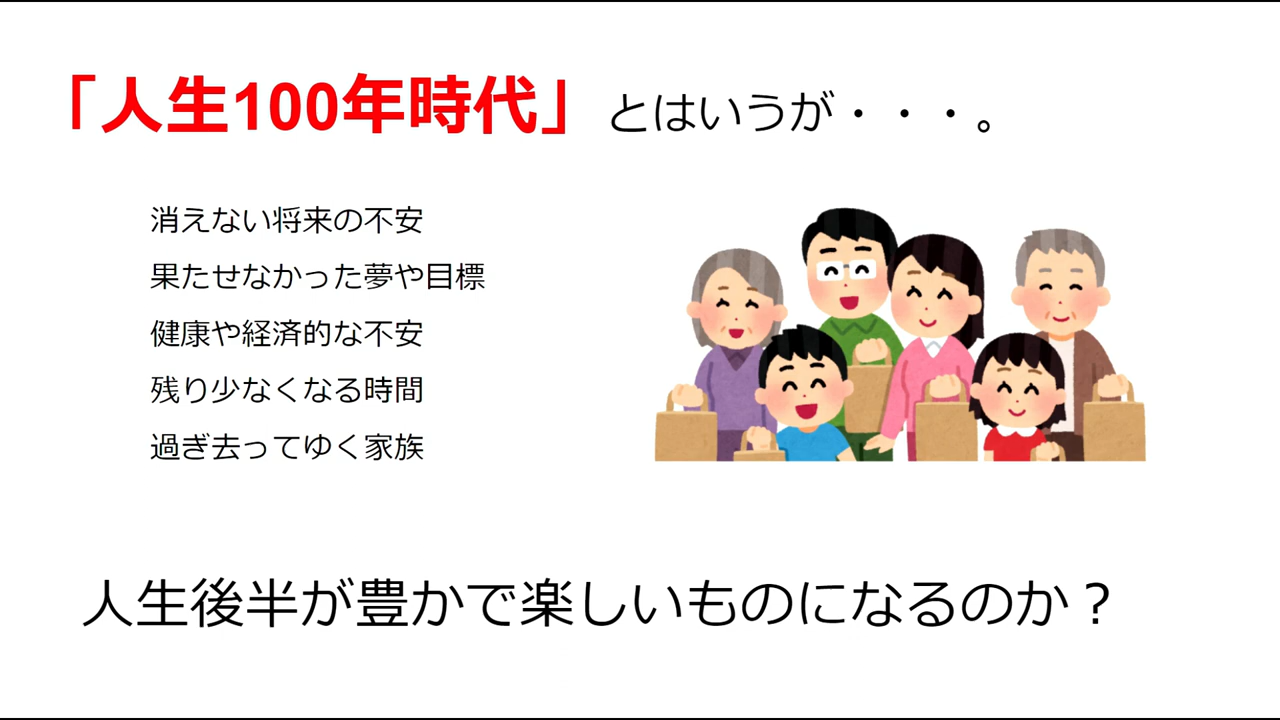 「人生100年時代」とはいうが・・・。
消えない将来の不安
果たせなかった夢や目標
健康や経済的な不安
残り少なくなる時間
過ぎ去ってゆく家族
人生後半が豊かで楽しいものになるのか？